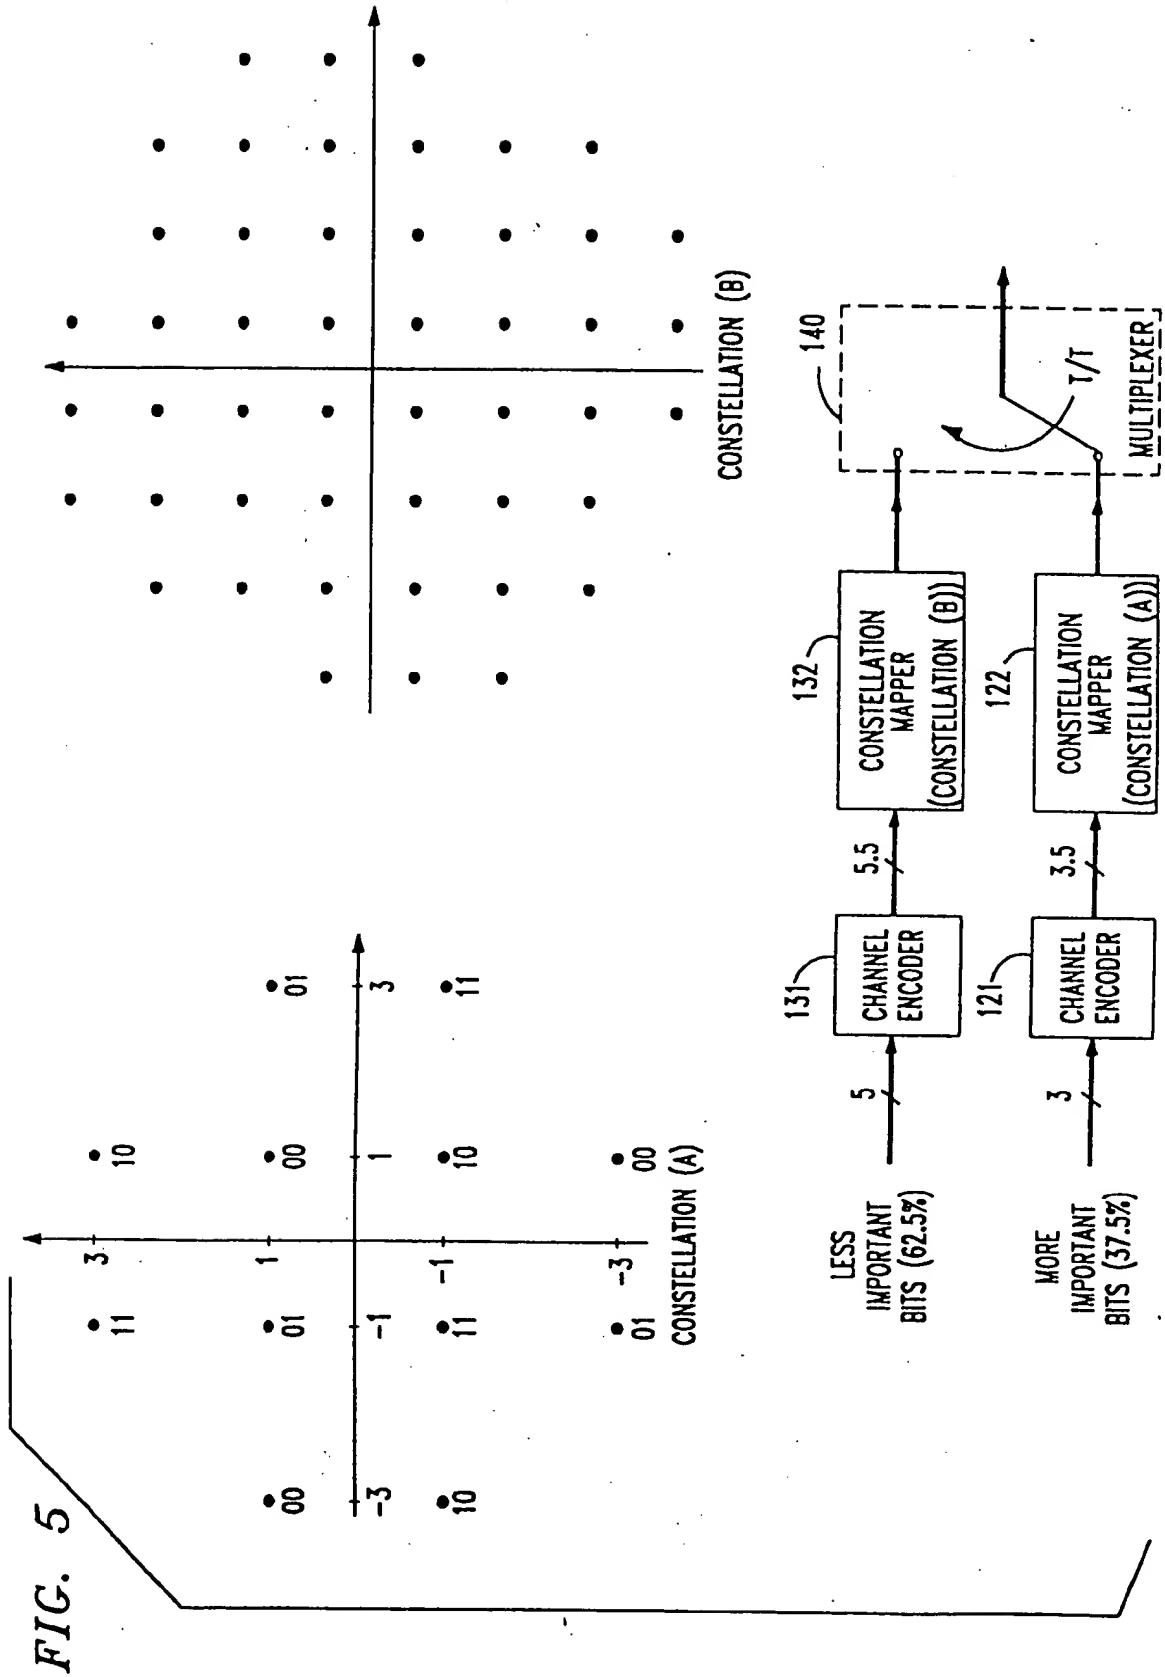 FIG. 5
3
11
10
1
00
01
00
01
-3
-1
1
3
-1
10
11
10
11
-3
01
00
CONSTELLATION (A)
CONSTELLATION (B)
LESS
IMPORTANT
BITS (62.5%)
5
131
CHANNEL
ENCODER
5.5
132
CONSTELLATION
MAPPER
(CONSTELLATION (B))
140
T/T
MULTIPLEXER
MORE
IMPORTANT
BITS (37.5%)
3
121
CHANNEL
ENCODER
3.5
122
CONSTELLATION
MAPPER
(CONSTELLATION (A))